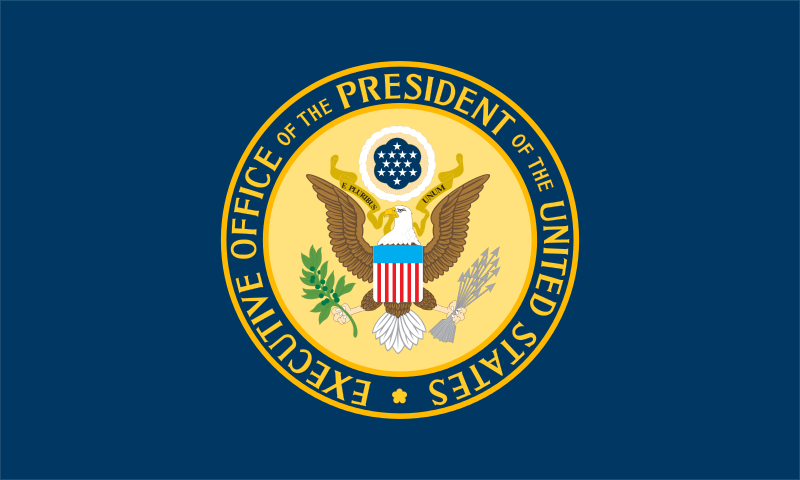 EXECUTIVE OFFICE OF THE PRESIDENT OF THE UNITED STATES
E PLURIBUS UNUM